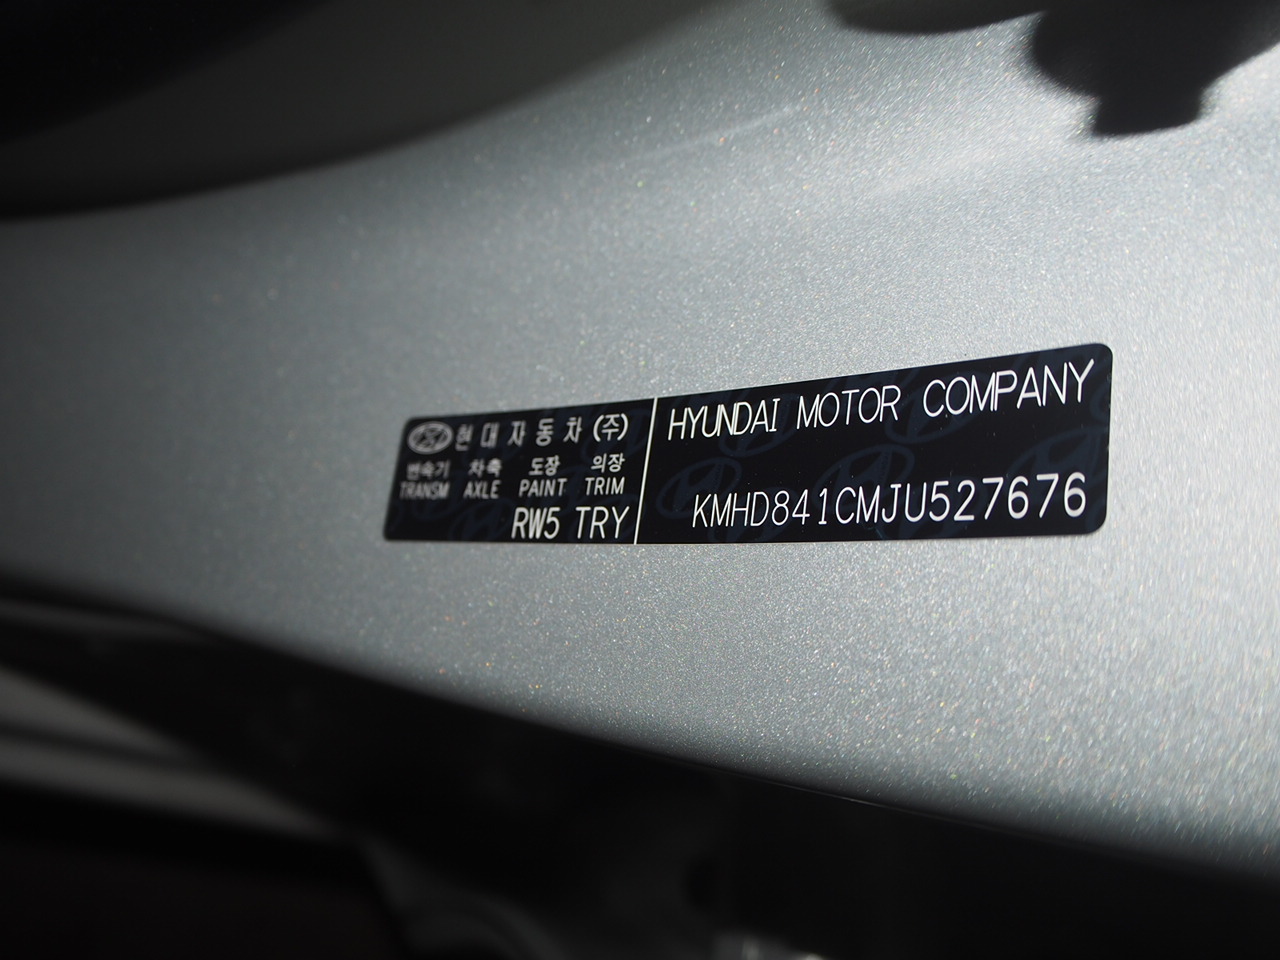 현대자동차(주)
변속기 차축 도장 의장
TRANSM AXLE PAINT TRIM
RW5 TRY
HYUNDAI MOTOR COMPANY
KMHD841CMJU527676